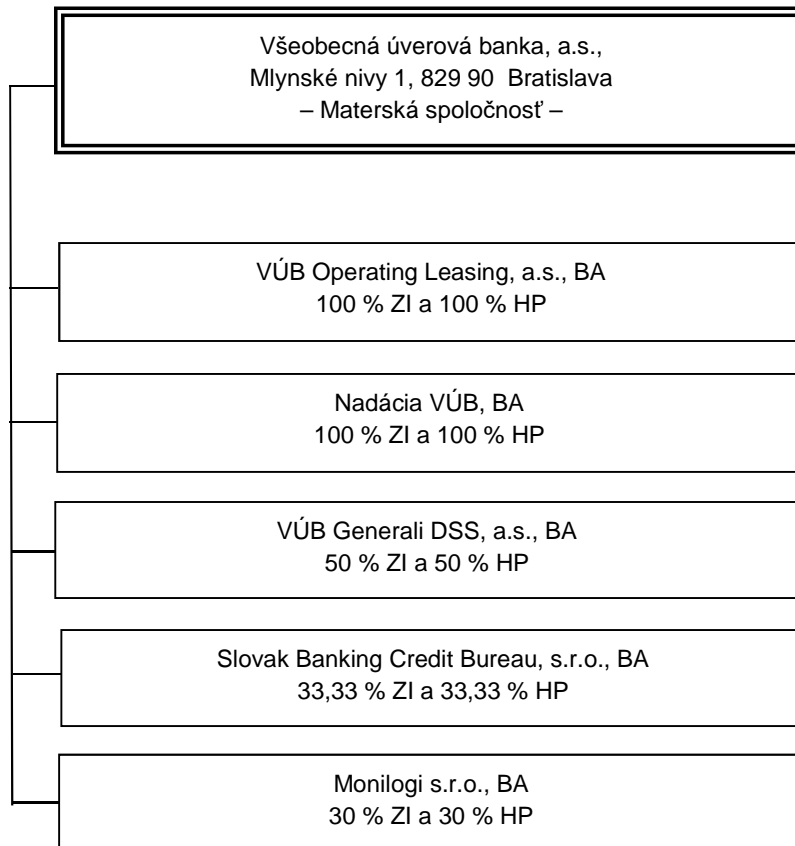 Všeobecná úverová banka, a.s.,
Mlynské nivy 1, 829 90 Bratislava
– Materská spoločnosť –
VÚB Operating Leasing, a.s., BA
100 % ZI a 100 % HP
Nadácia VÚB, BA
100 % ZI a 100 % HP
VÚB Generali DSS, a.s., BA
50 % ZI a 50 % HP
Slovak Banking Credit Bureau, s.r.o., BA
33,33 % ZI a 33,33 % HP
Monilogi s.r.o., BA
30 % ZI a 30 % HP